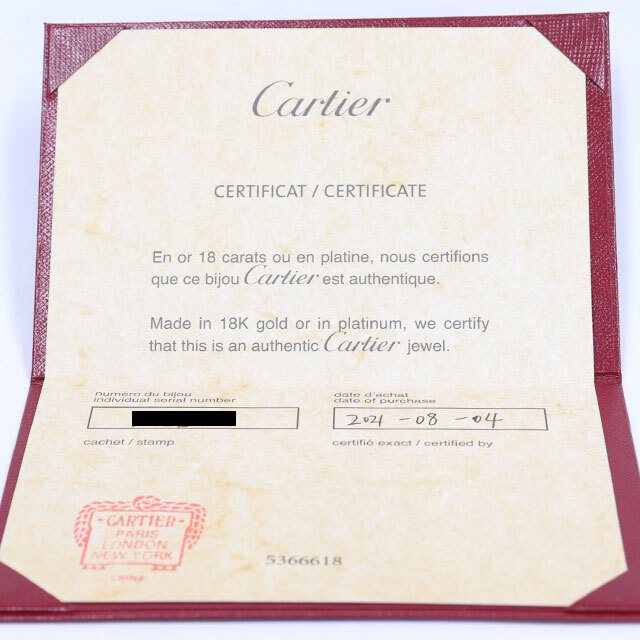 Cartier
CERTIFICAT / CERTIFICATE
En or 18 carats ou en platine, nous certifions
que ce bijou Cartier est authentique.
Made in 18K gold or in platinum, we certify
that this is an authentic Cartier jewel.
numéro du bijou
individual serial number
date d'achat
date of purchase
2021-08-04
cachet / stamp
certifié exact / certified by
CARTIER
PARIS
LONDON
NEW YORK
CHINA
5366618